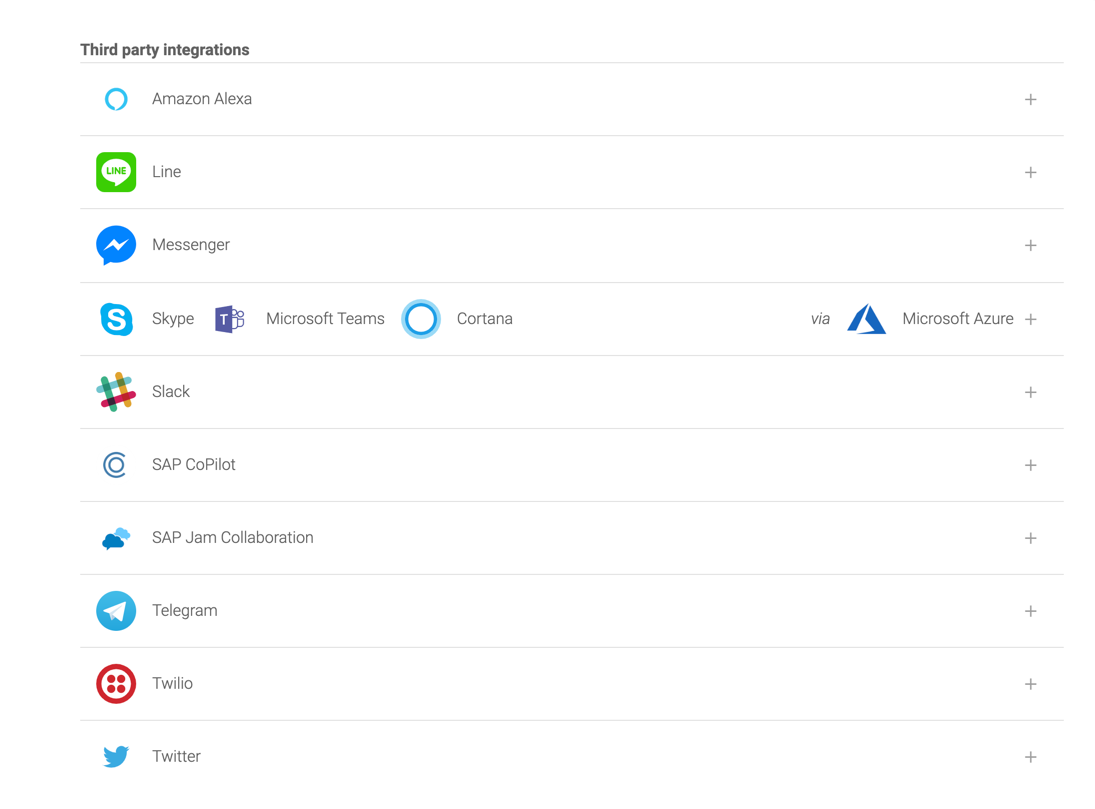 Third party integrations
Amazon Alexa +
LINE Line +
Messenger +
S Skype T Microsoft Teams Cortana via Microsoft Azure +
Slack +
SAP CoPilot +
SAP Jam Collaboration +
Telegram +
Twilio +
Twitter +